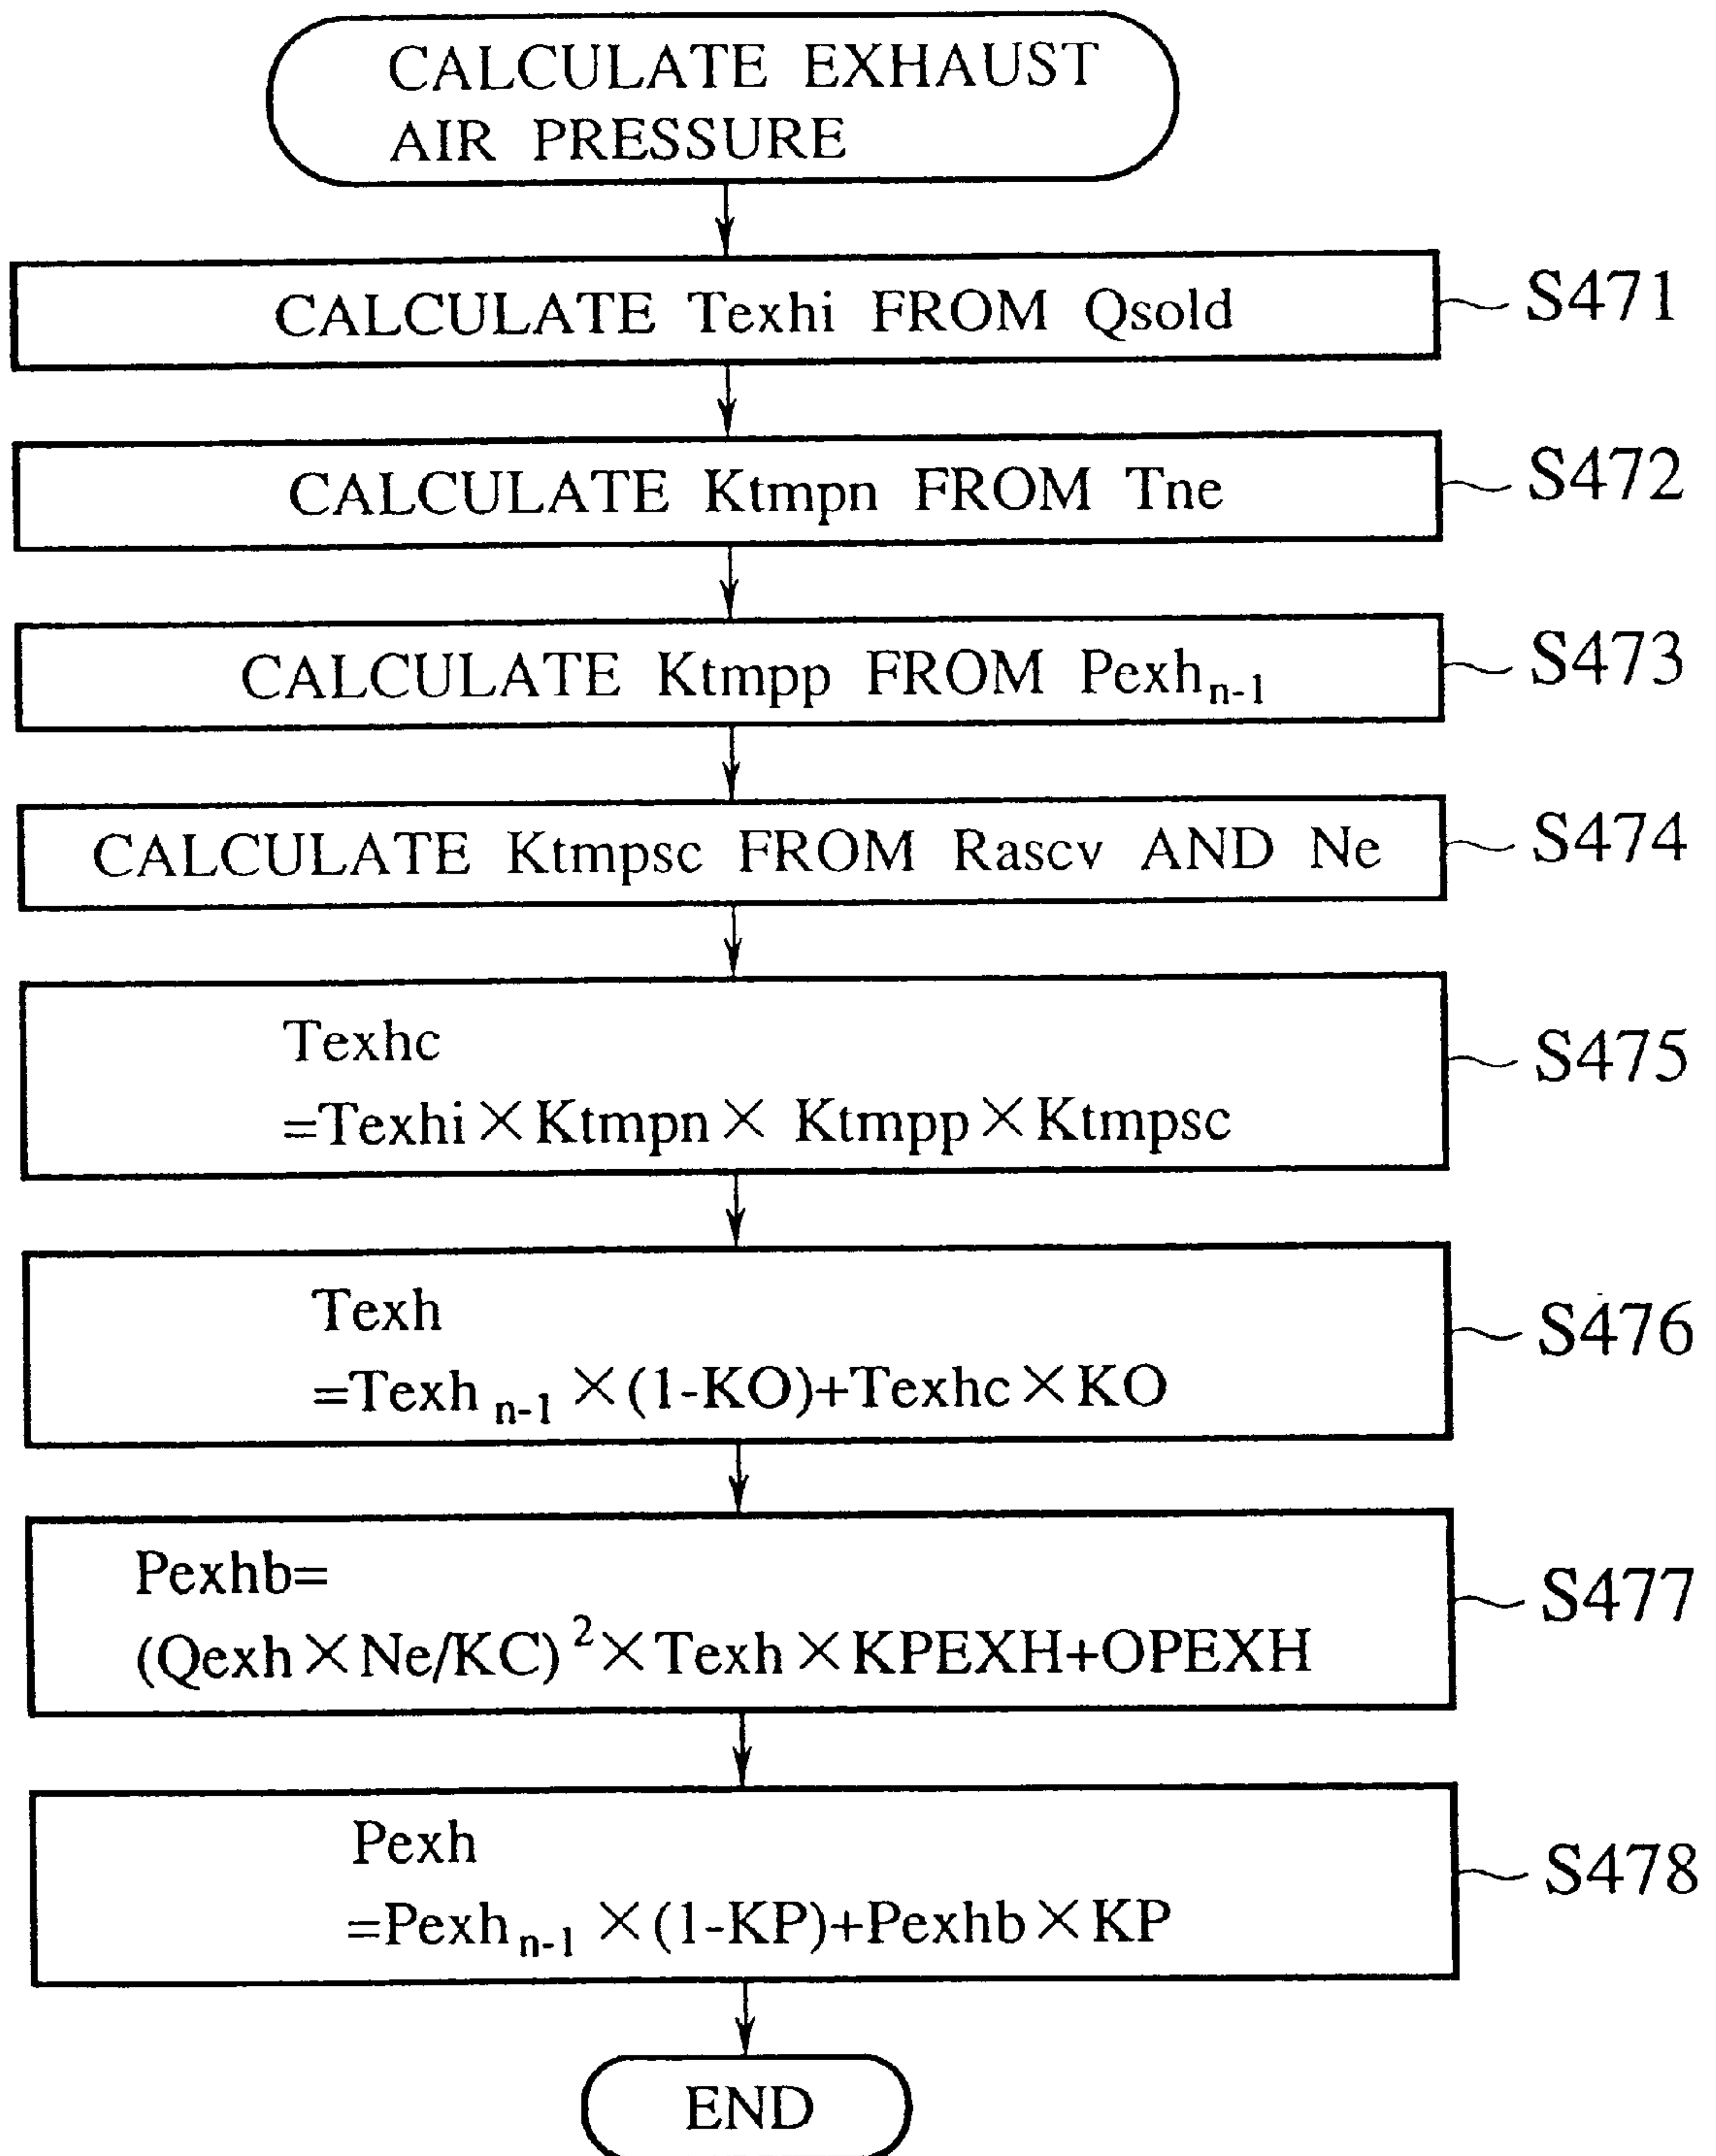 CALCULATE EXHAUST
AIR PRESSURE
CALCULATE Texhi FROM Qsold
S471
CALCULATE Ktmpn FROM Tne
S472
CALCULATE Ktmpp FROM Pexhn-1
S473
CALCULATE Ktmpsc FROM Rascv AND Ne
S474
Texhc
=Texhi×Ktmpn× Ktmpp×Ktmpsc
S475
Texh
=Texh n-1 ×(1-KO)+Texhc×KO
S476
Pexhb=
(Qexh×Ne/KC)²×Texh×KPEXH+OPEXH
S477
Pexh
=Pexhn-1 ×(1-KP)+Pexhb×KP
S478
END